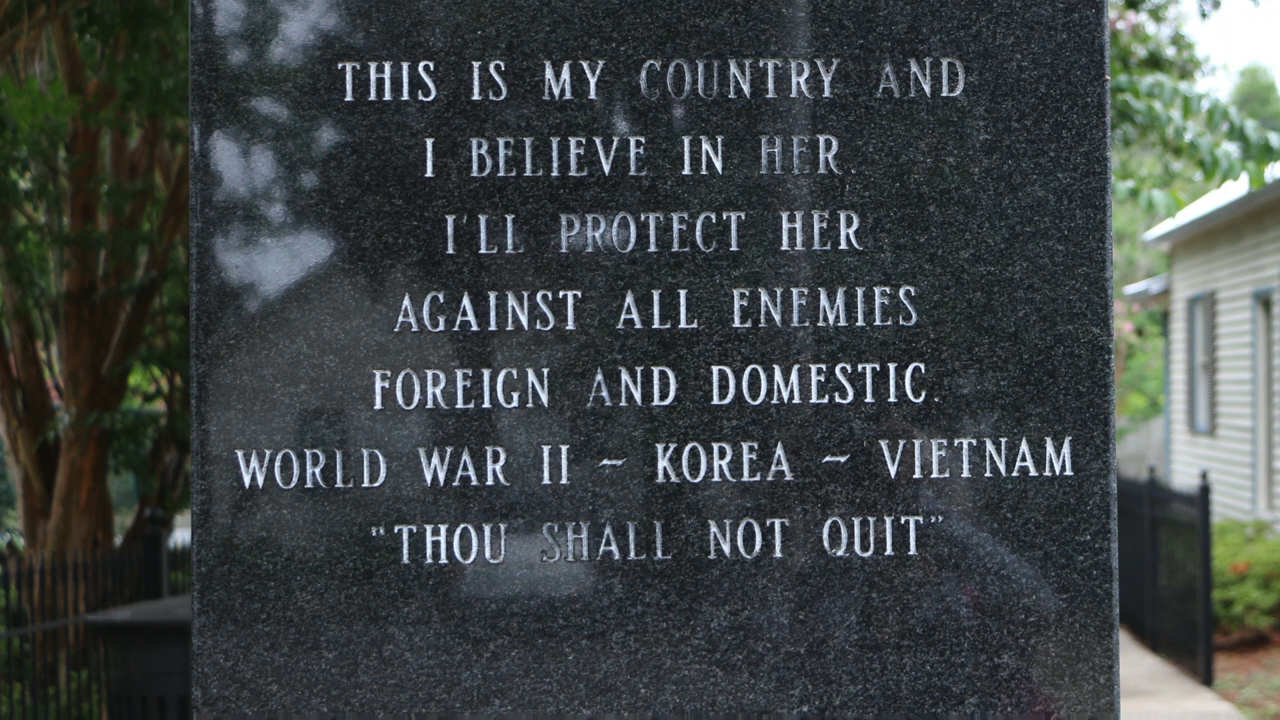 THIS IS MY COUNTRY AND
I BELIEVE IN HER.
I'LL PROTECT HER
AGAINST ALL ENEMIES
FOREIGN AND DOMESTIC.
WORLD WAR II ~ KOREA ~ VIETNAM
"THOU SHALL NOT QUIT"